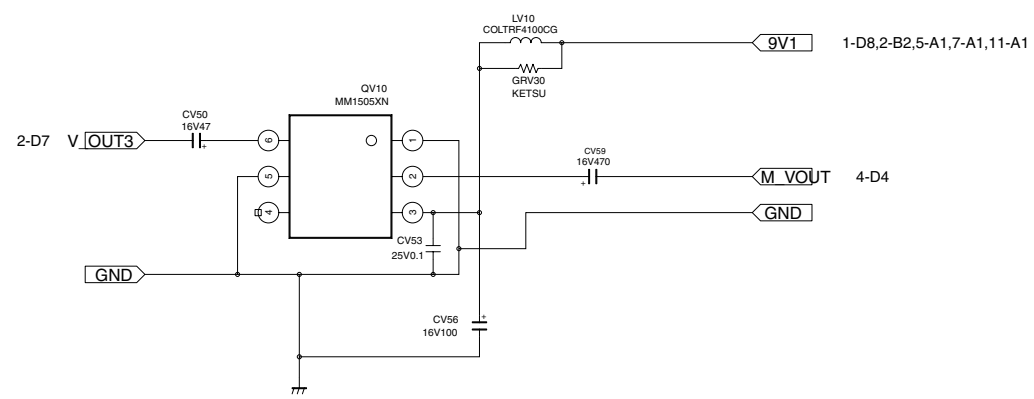 LV10
COLTRF4100CG
9V1 1-D8,2-B2,5-A1,7-A1,11-A1
GRV30
KETSU
QV10
MM1505XN
CV50
16V47
+
2-D7 V_OUT3
6
1
5
2
4
3
CV59
16V470
+
M_VOUT 4-D4
GND
CV53
25V0.1
GND
CV56
16V100
+